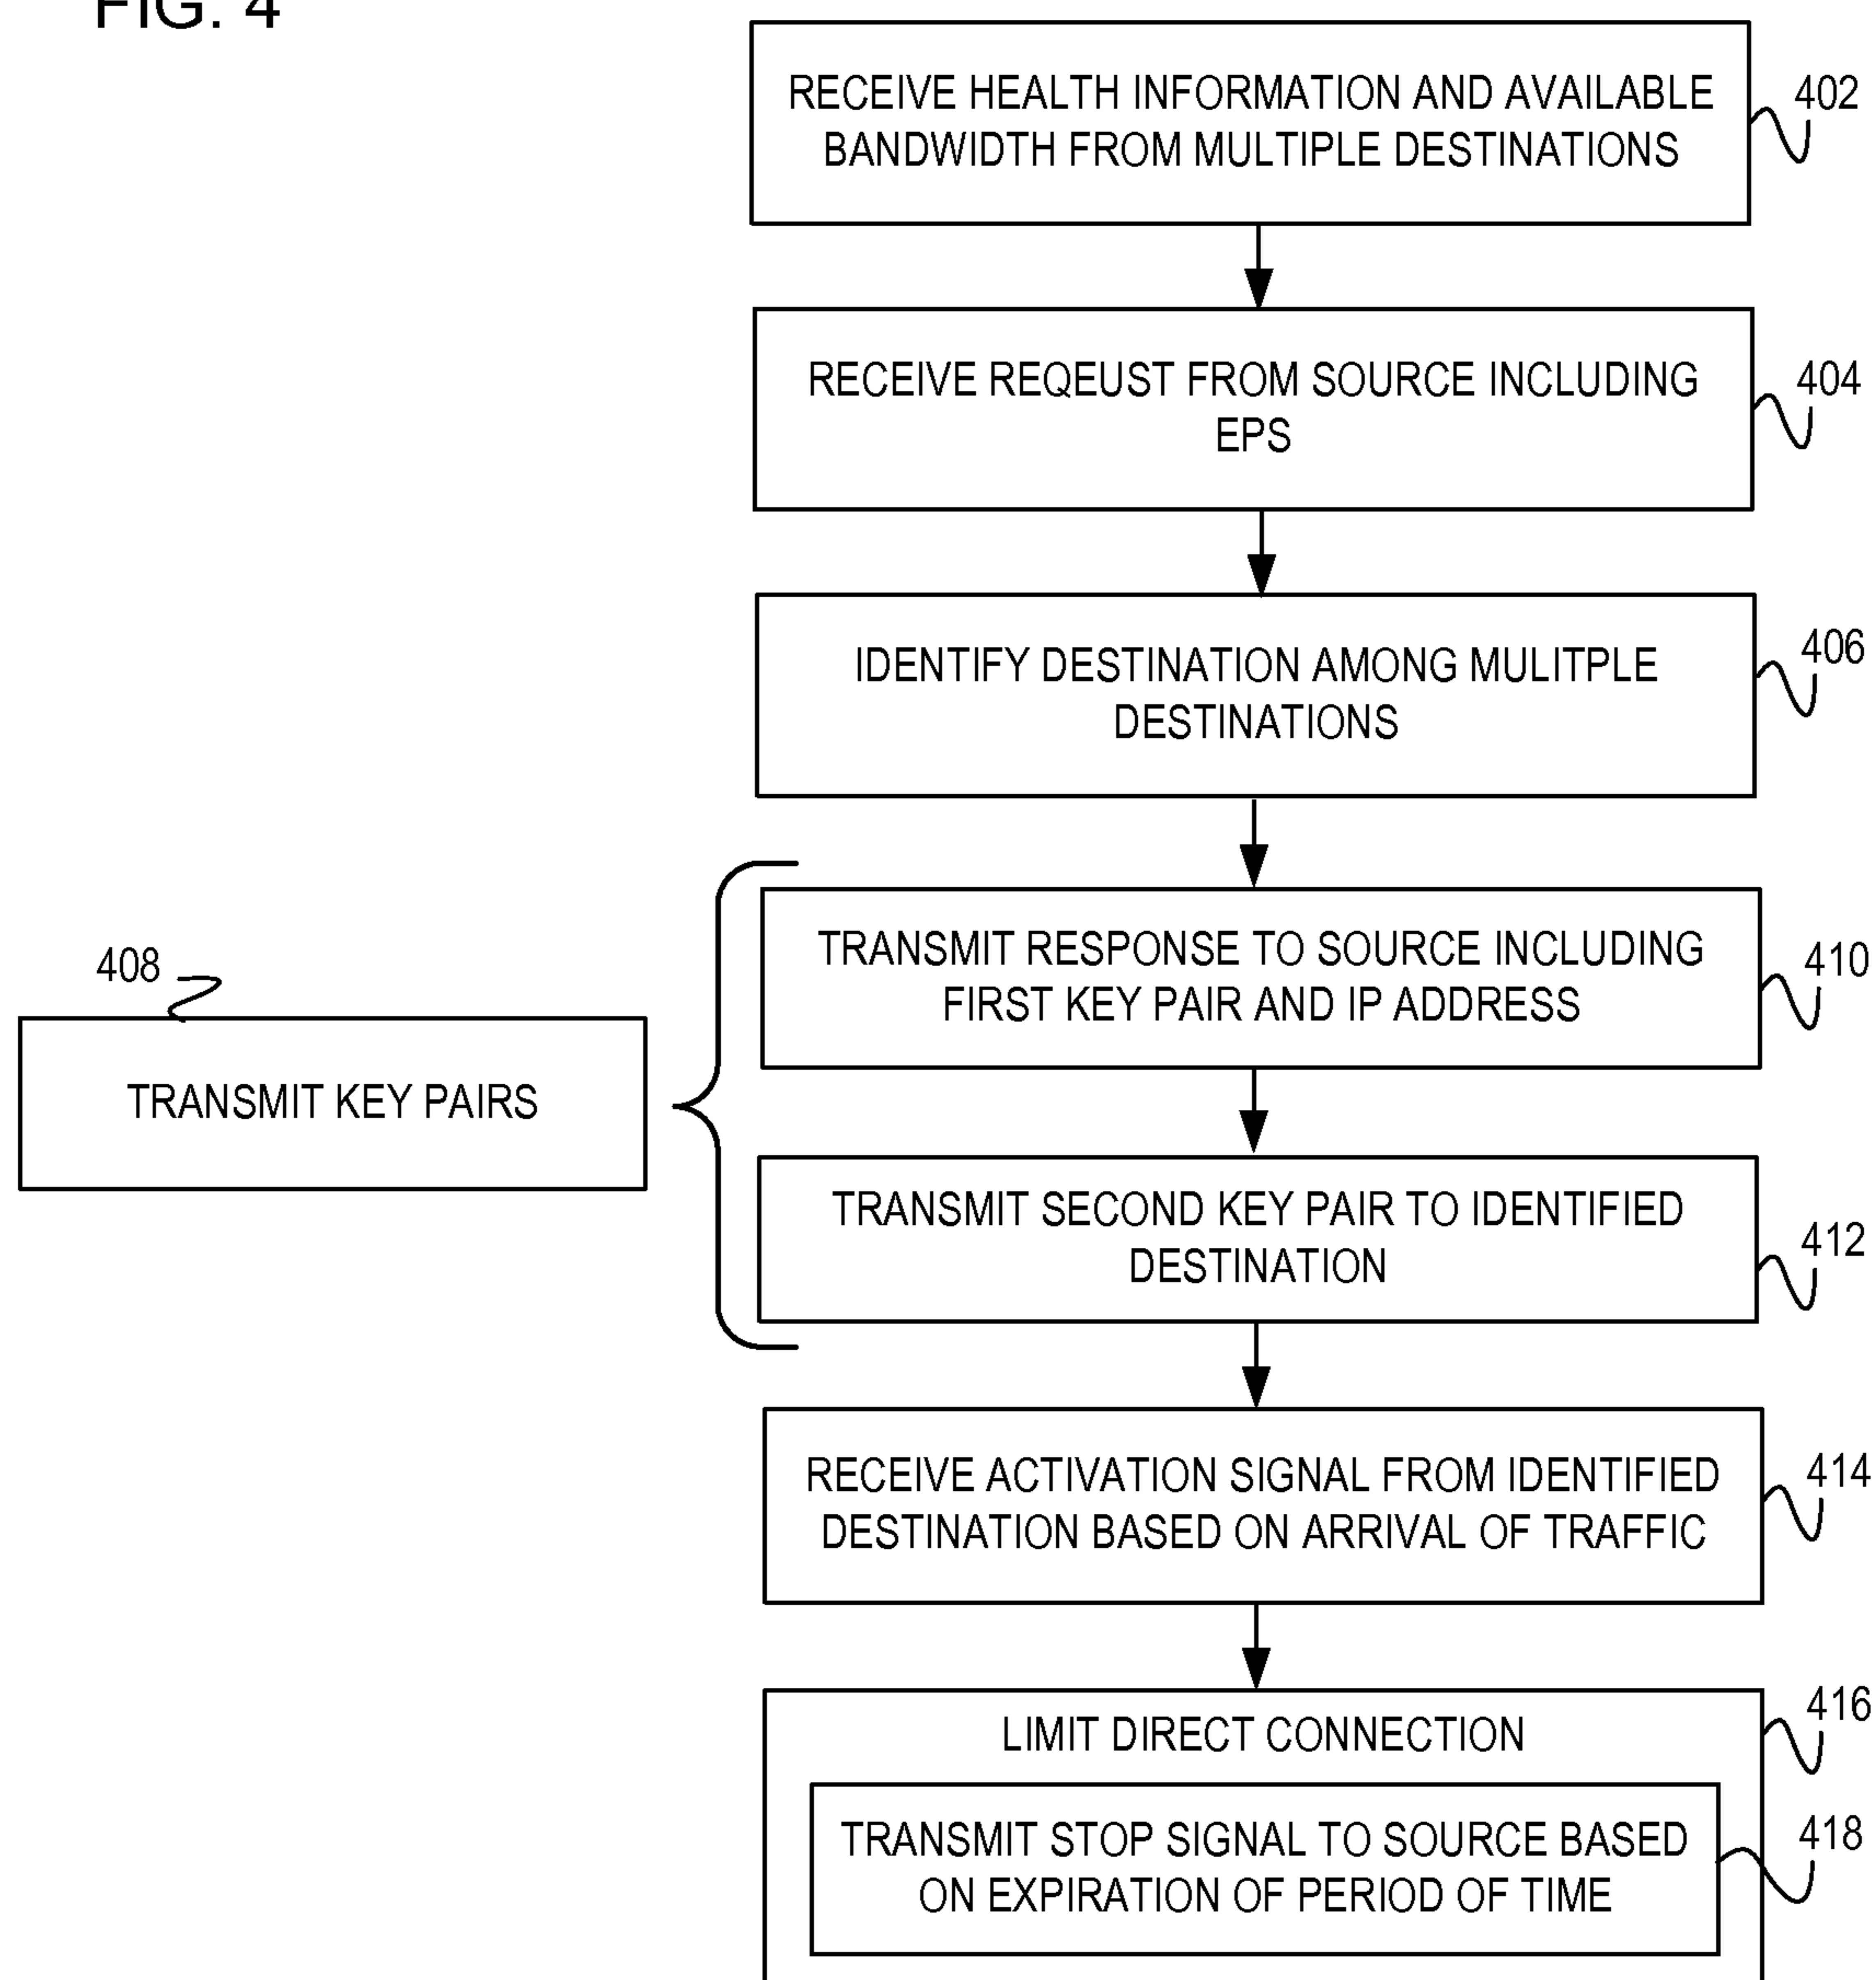 FIG. 4
RECEIVE HEALTH INFORMATION AND AVAILABLE
BANDWIDTH FROM MULTIPLE DESTINATIONS
402
RECEIVE REQEUST FROM SOURCE INCLUDING
EPS
404
IDENTIFY DESTINATION AMONG MULITPLE
DESTINATIONS
406
408
TRANSMIT KEY PAIRS
TRANSMIT RESPONSE TO SOURCE INCLUDING
FIRST KEY PAIR AND IP ADDRESS
410
TRANSMIT SECOND KEY PAIR TO IDENTIFIED
DESTINATION
412
RECEIVE ACTIVATION SIGNAL FROM IDENTIFIED
DESTINATION BASED ON ARRIVAL OF TRAFFIC
414
LIMIT DIRECT CONNECTION
416
TRANSMIT STOP SIGNAL TO SOURCE BASED
ON EXPIRATION OF PERIOD OF TIME
418